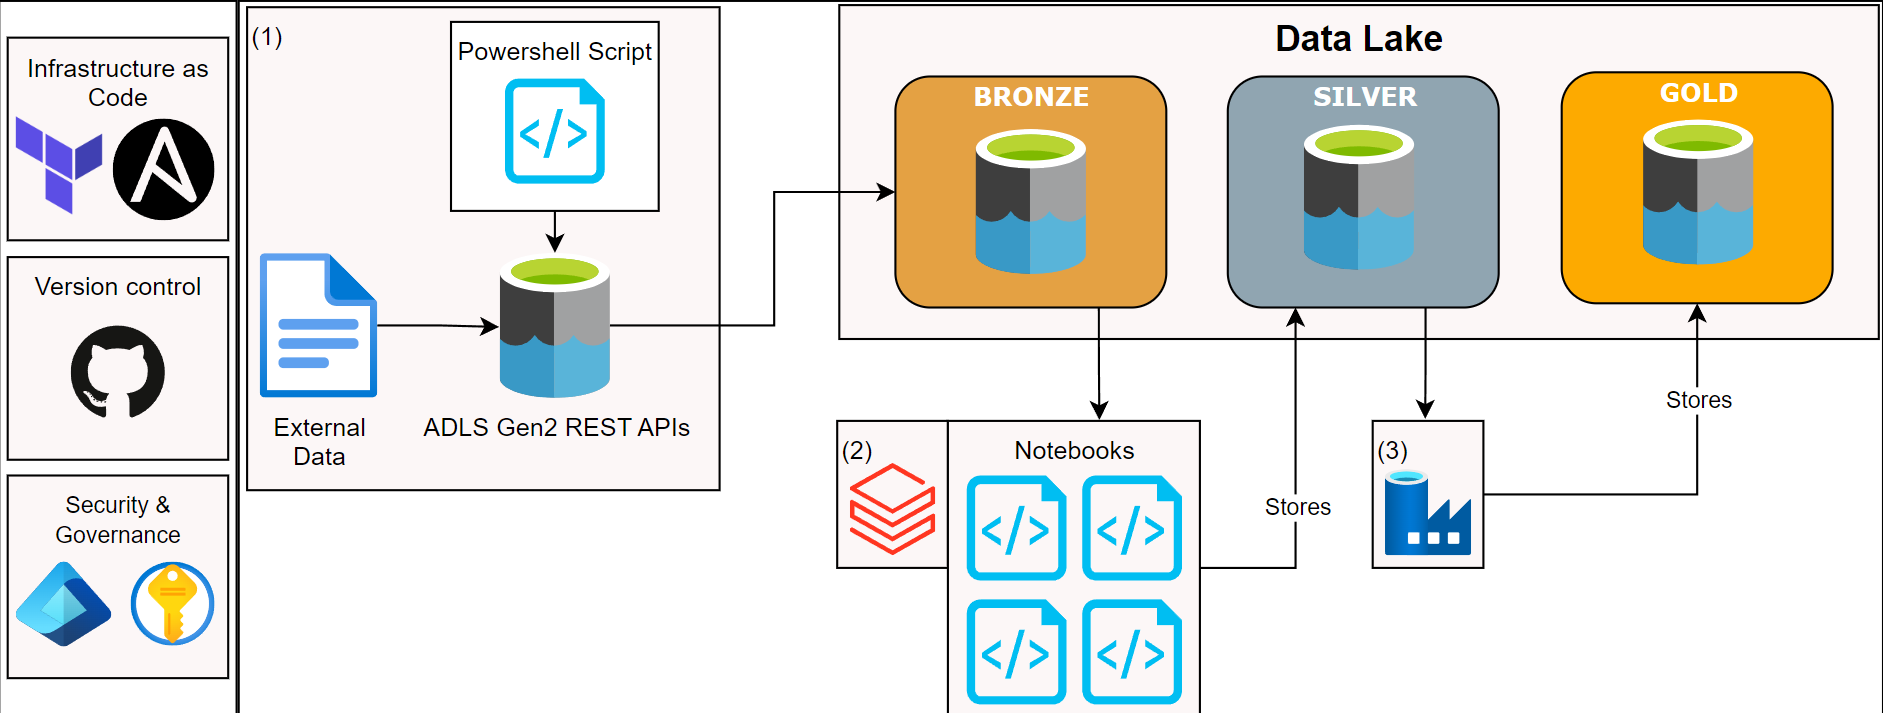 Infrastructure as
Code
Version control
Security &
Governance
(1)
Powershell Script
</>
External
Data
ADLS Gen2 REST APIs
Data Lake
BRONZE
SILVER
GOLD
(2)
Notebooks
</>
</>
</>
</>
Stores
(3)
Stores